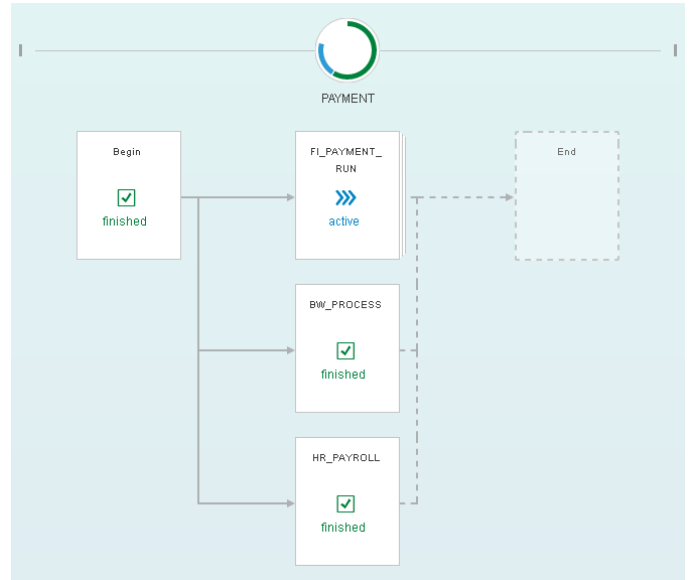 PAYMENT
Begin
finished
FI_PAYMENT_
RUN
active
End
BW_PROCESS
finished
HR_PAYROLL
finished